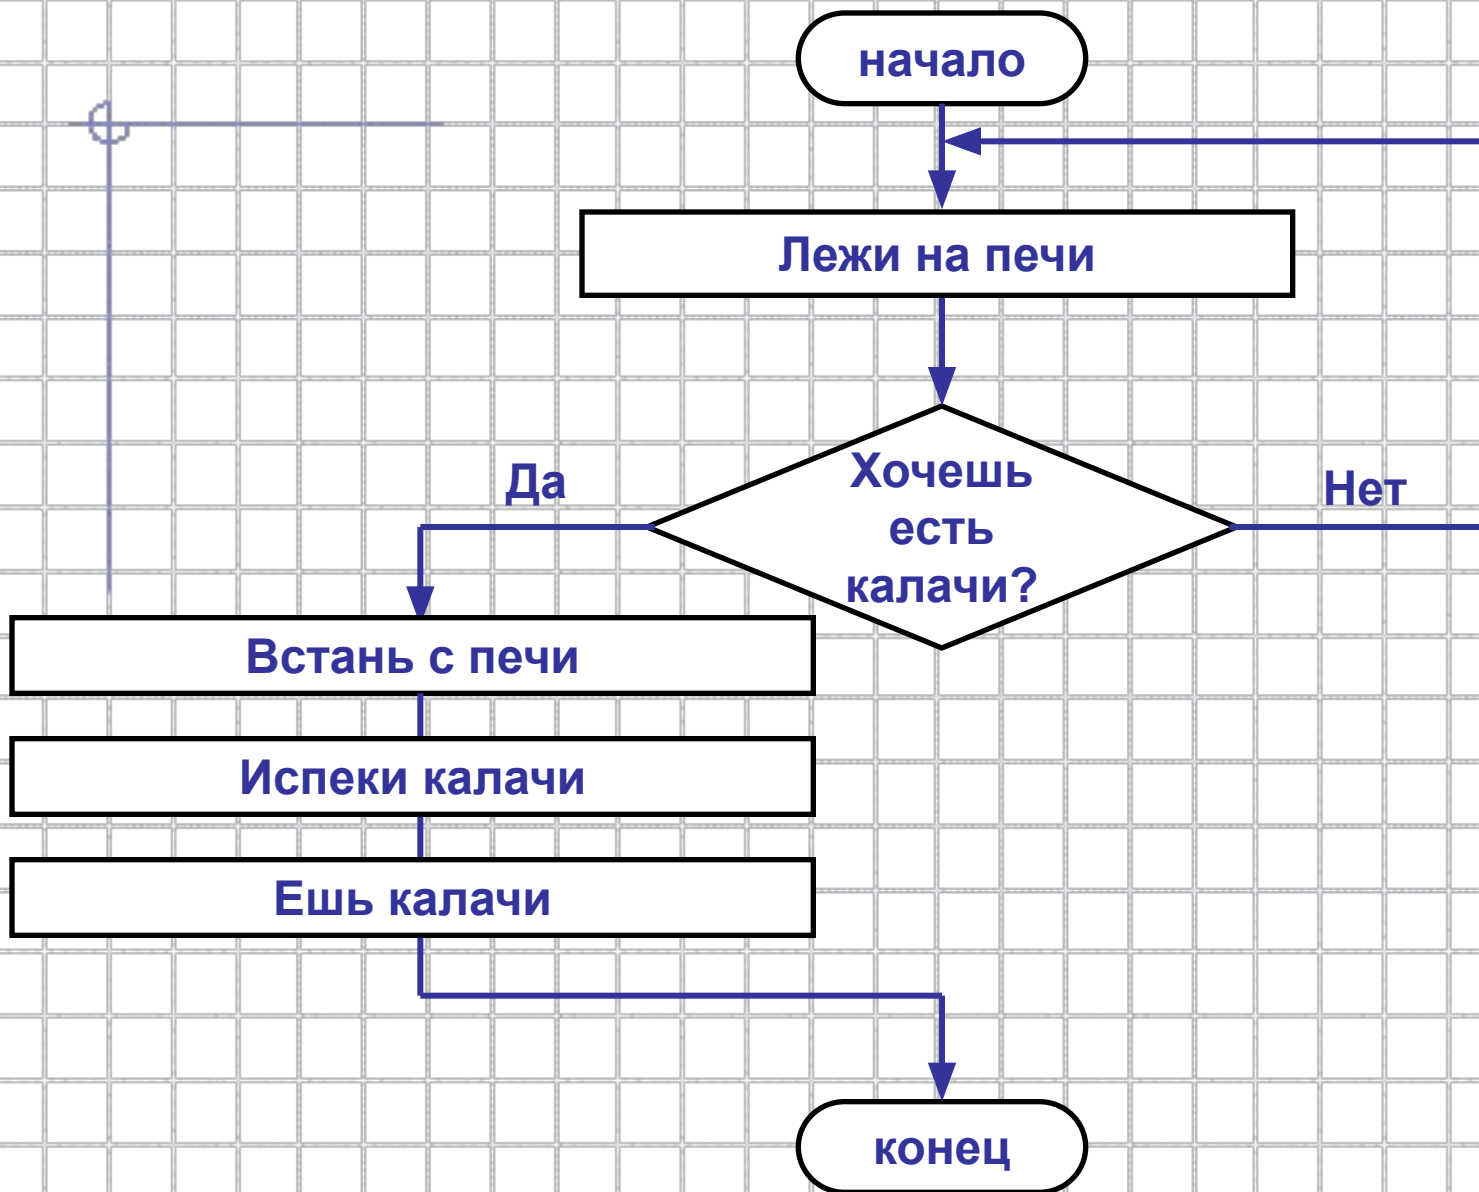 начало
Лежи на печи
Хочешь
есть
калачи?
Да
Нет
Встань с печи
Испеки калачи
Ешь калачи
конец